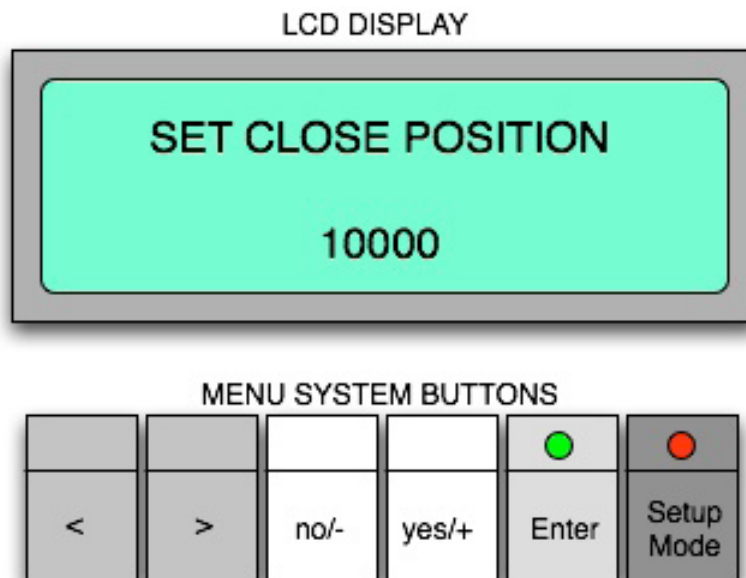 LCD DISPLAY
SET CLOSE POSITION
10000
MENU SYSTEM BUTTONS
< > no/- yes/+ Enter Setup
Mode